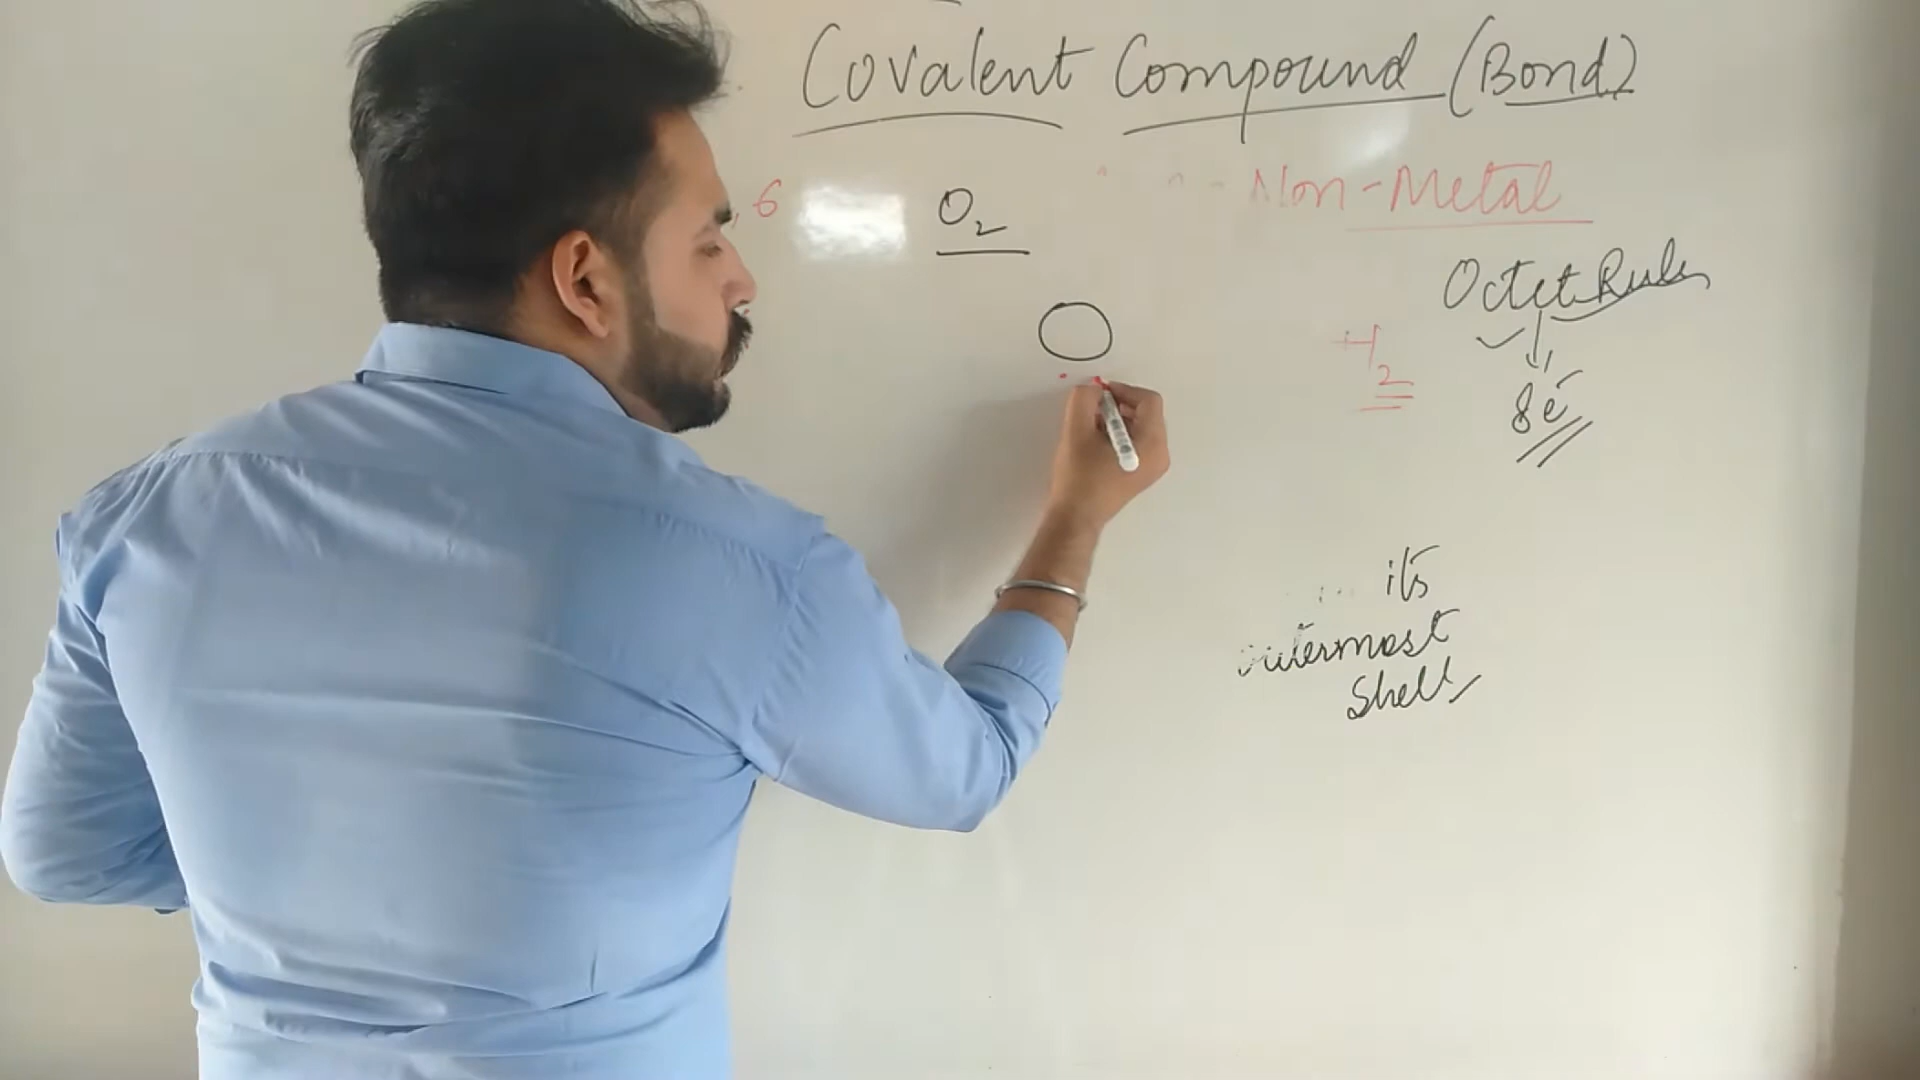 Covalent Compound (Bond)
, 6
O₂
Non-Metal
Octet Rule
H₂
8e⁻
its
outermost
Shell